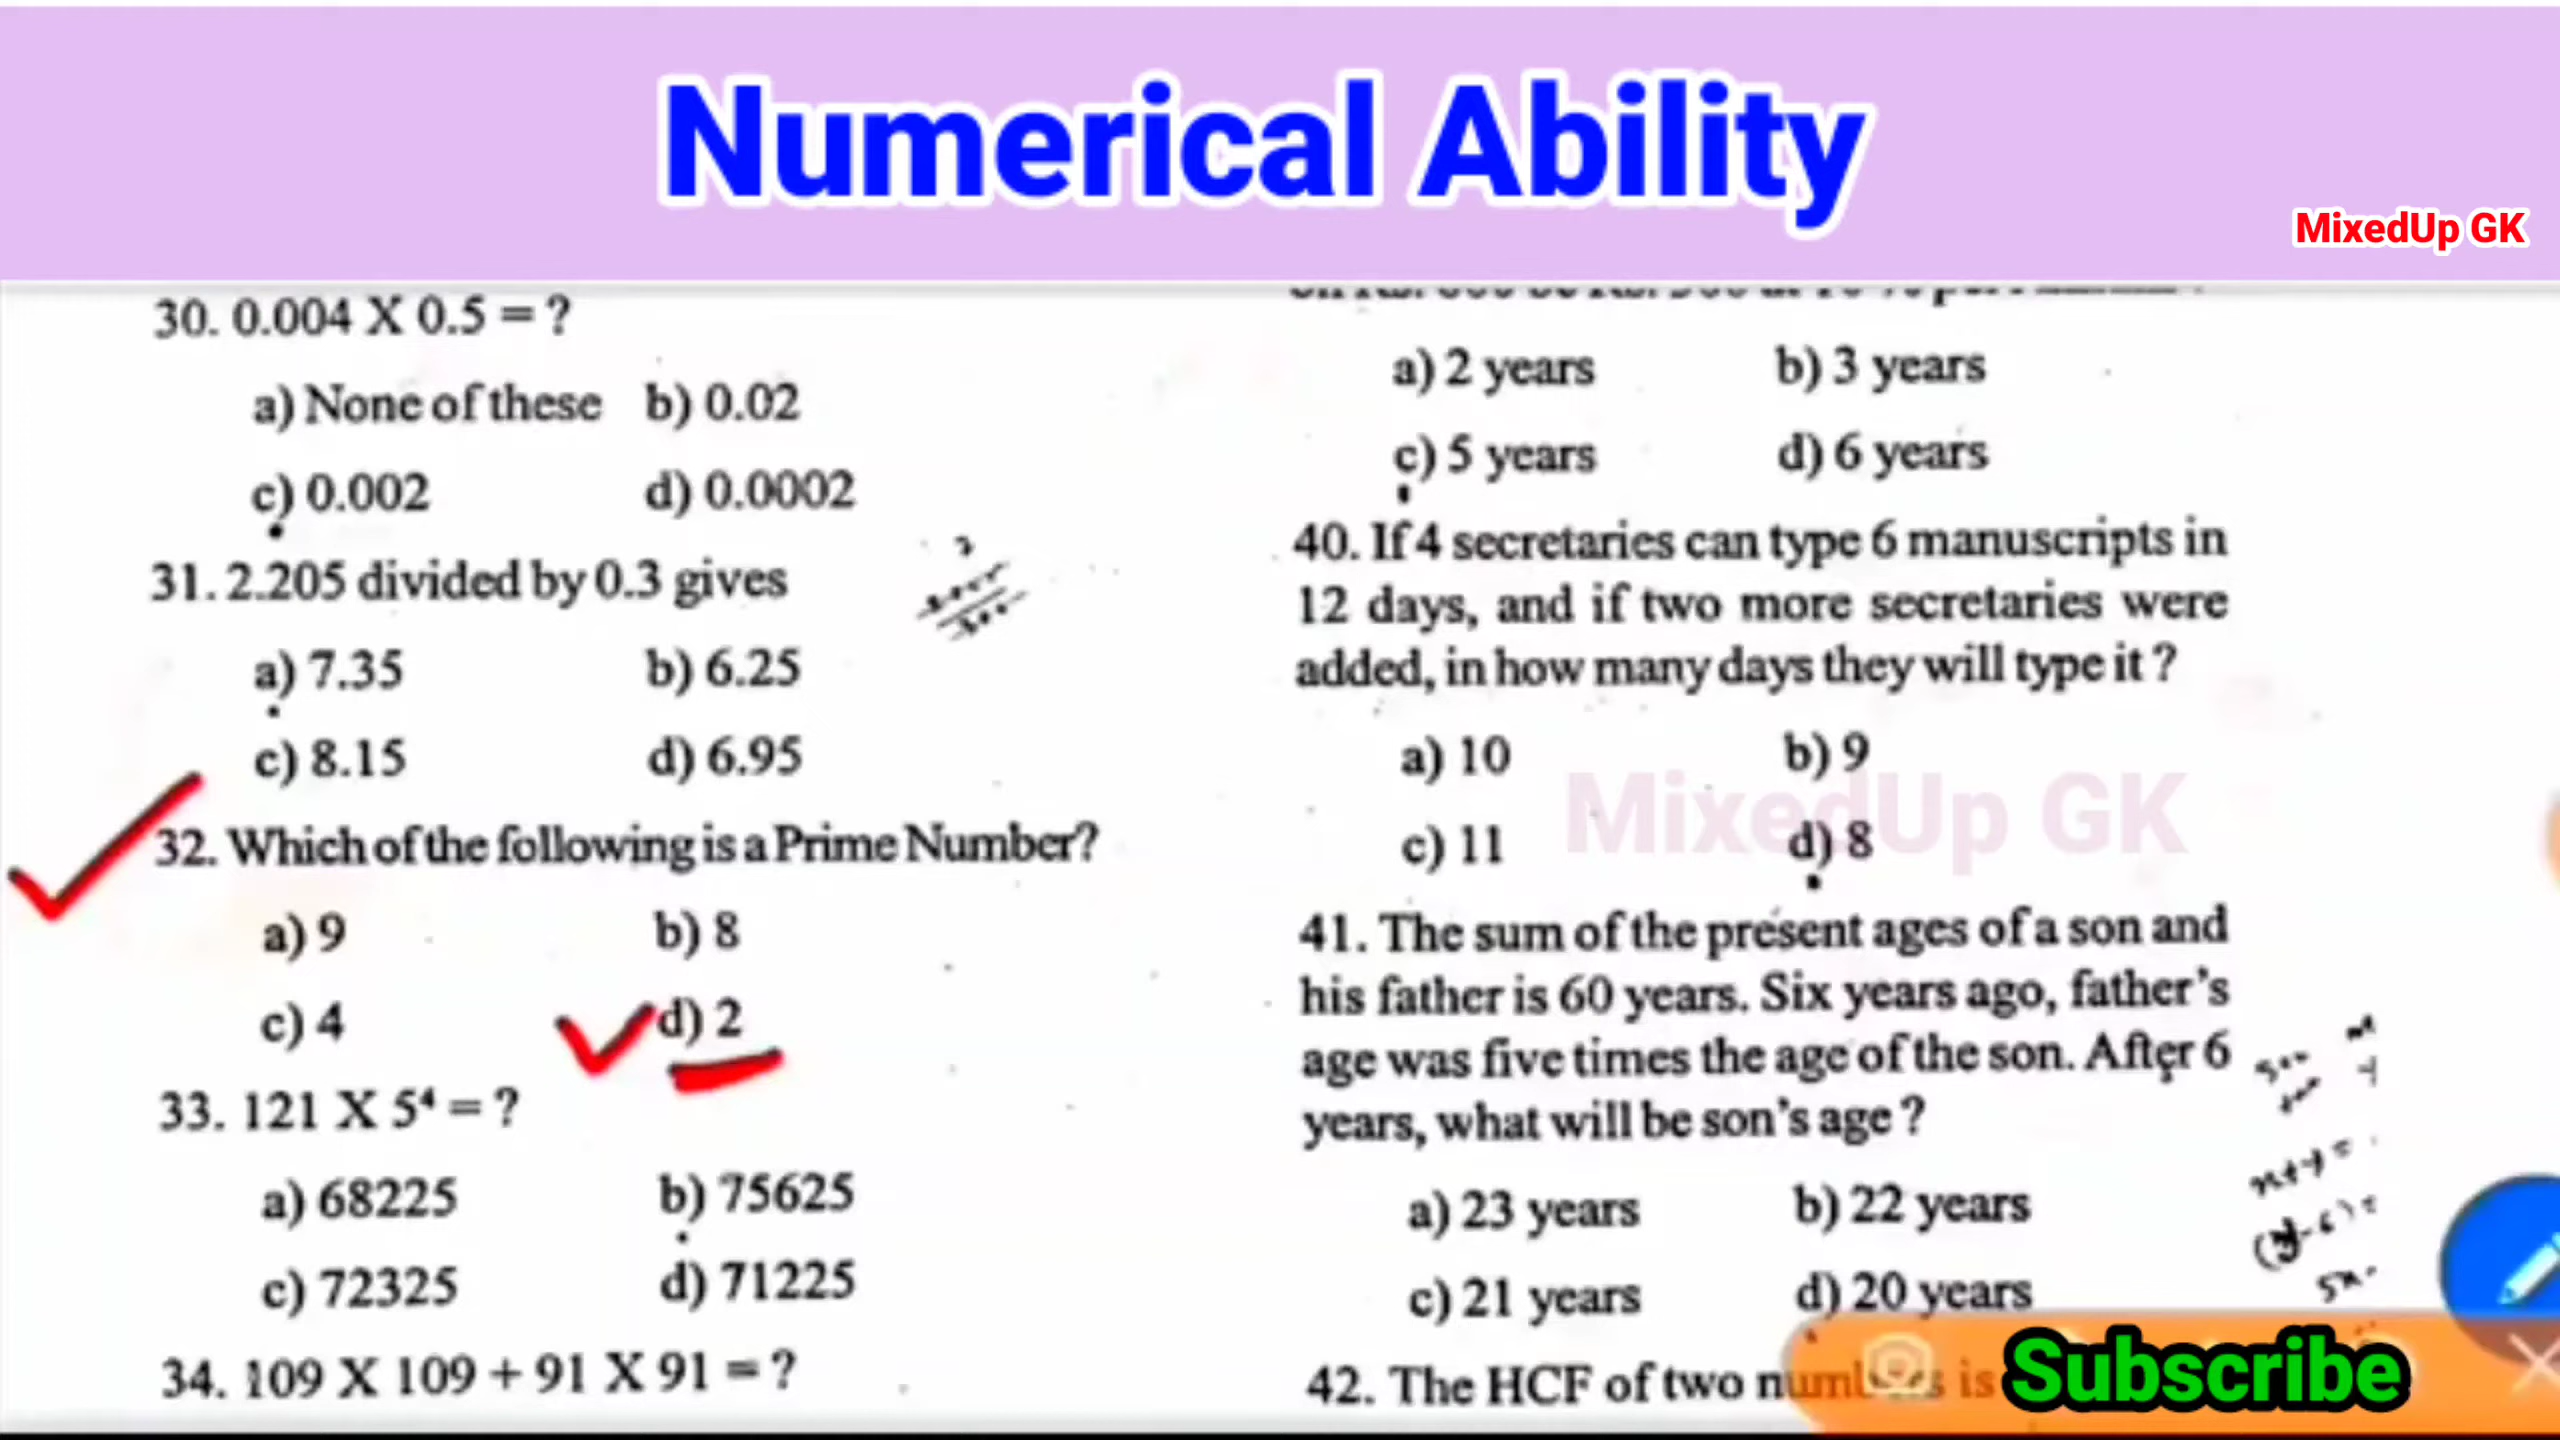 Numerical Ability
MixedUp GK
30. 0.004 X 0.5 = ?
a) None of these b) 0.02
c) 0.002 d) 0.0002
31. 2.205 divided by 0.3 gives
a) 7.35 b) 6.25
c) 8.15 d) 6.95
32. Which of the following is a Prime Number?
a) 9 b) 8
c) 4 d) 2
33. 121 X 5⁴ = ?
a) 68225 b) 75625
c) 72325 d) 71225
34. 109 X 109 + 91 X 91 = ?
a) 2 years b) 3 years
c) 5 years d) 6 years
40. If 4 secretaries can type 6 manuscripts in
12 days, and if two more secretaries were
added, in how many days they will type it ?
a) 10 b) 9
MixedUp GK
c) 11 d) 8
41. The sum of the present ages of a son and
his father is 60 years. Six years ago, father's
age was five times the age of the son. After 6
years, what will be son's age ?
a) 23 years b) 22 years
c) 21 years d) 20 years
42. The HCF of two numbers is
Subscribe